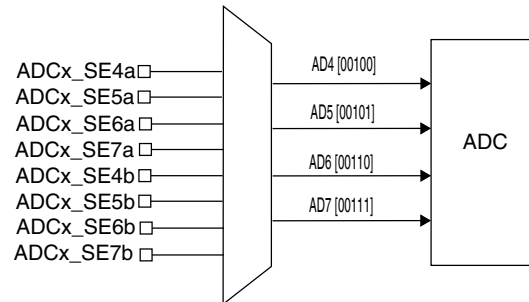 ADCx_SE4a
ADCx_SE5a
ADCx_SE6a
ADCx_SE7a
ADCx_SE4b
ADCx_SE5b
ADCx_SE6b
ADCx_SE7b
AD4 [00100]
AD5 [00101]
AD6 [00110]
AD7 [00111]
ADC